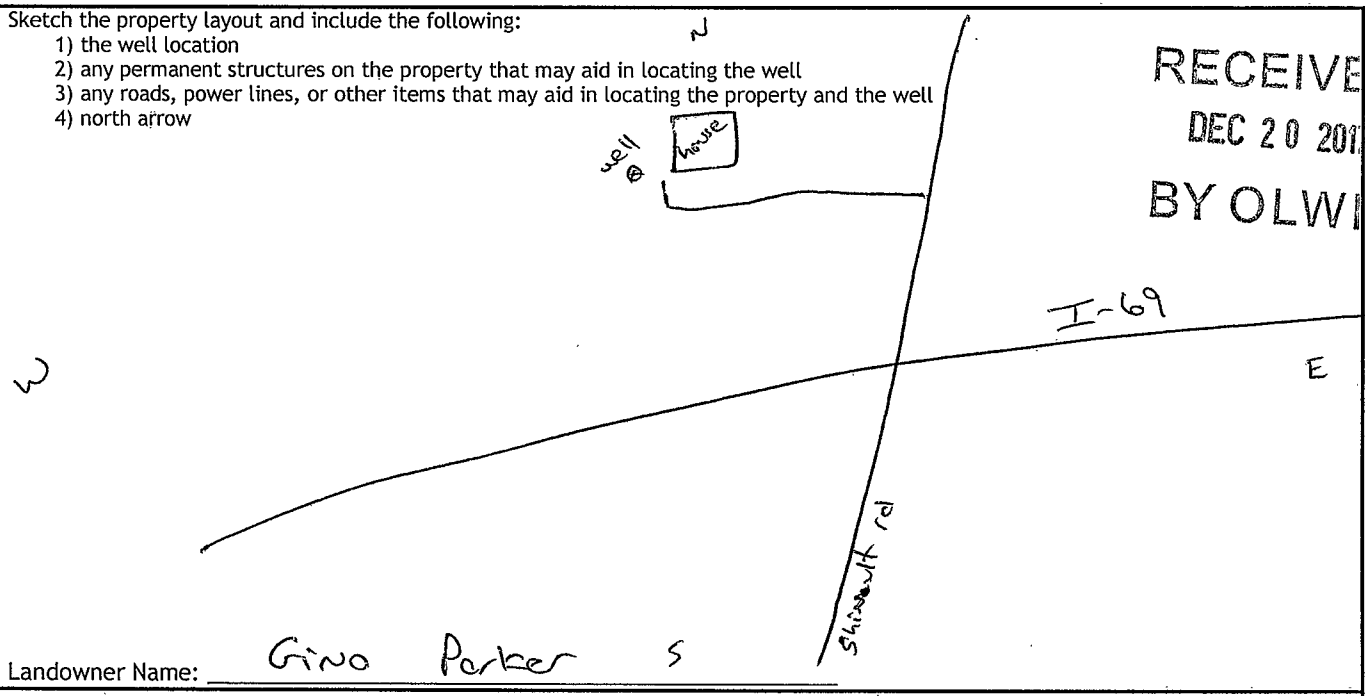 Sketch the property layout and include the following:
1) the well location
2) any permanent structures on the property that may aid in locating the well
3) any roads, power lines, or other items that may aid in locating the property and the well
4) north arrow
N
RECEIVE
DEC 20 201
BY OLW
well
house
I-69
W
E
rd
Landowner Name: Gino Parker
S